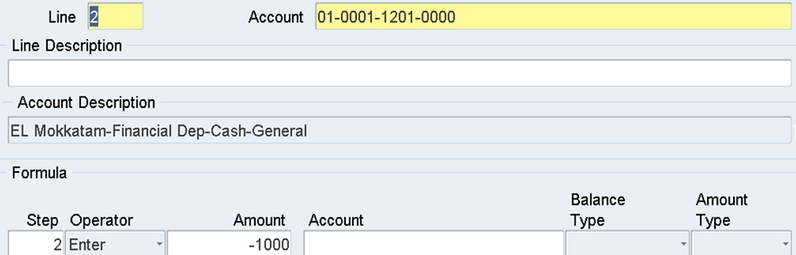 Line 2 Account 01-0001-1201-0000
Line Description
Account Description
EL Mokkatam-Financial Dep-Cash-General
Formula
Balance Amount
Step Operator Amount Account Type Type
2 Enter -1000